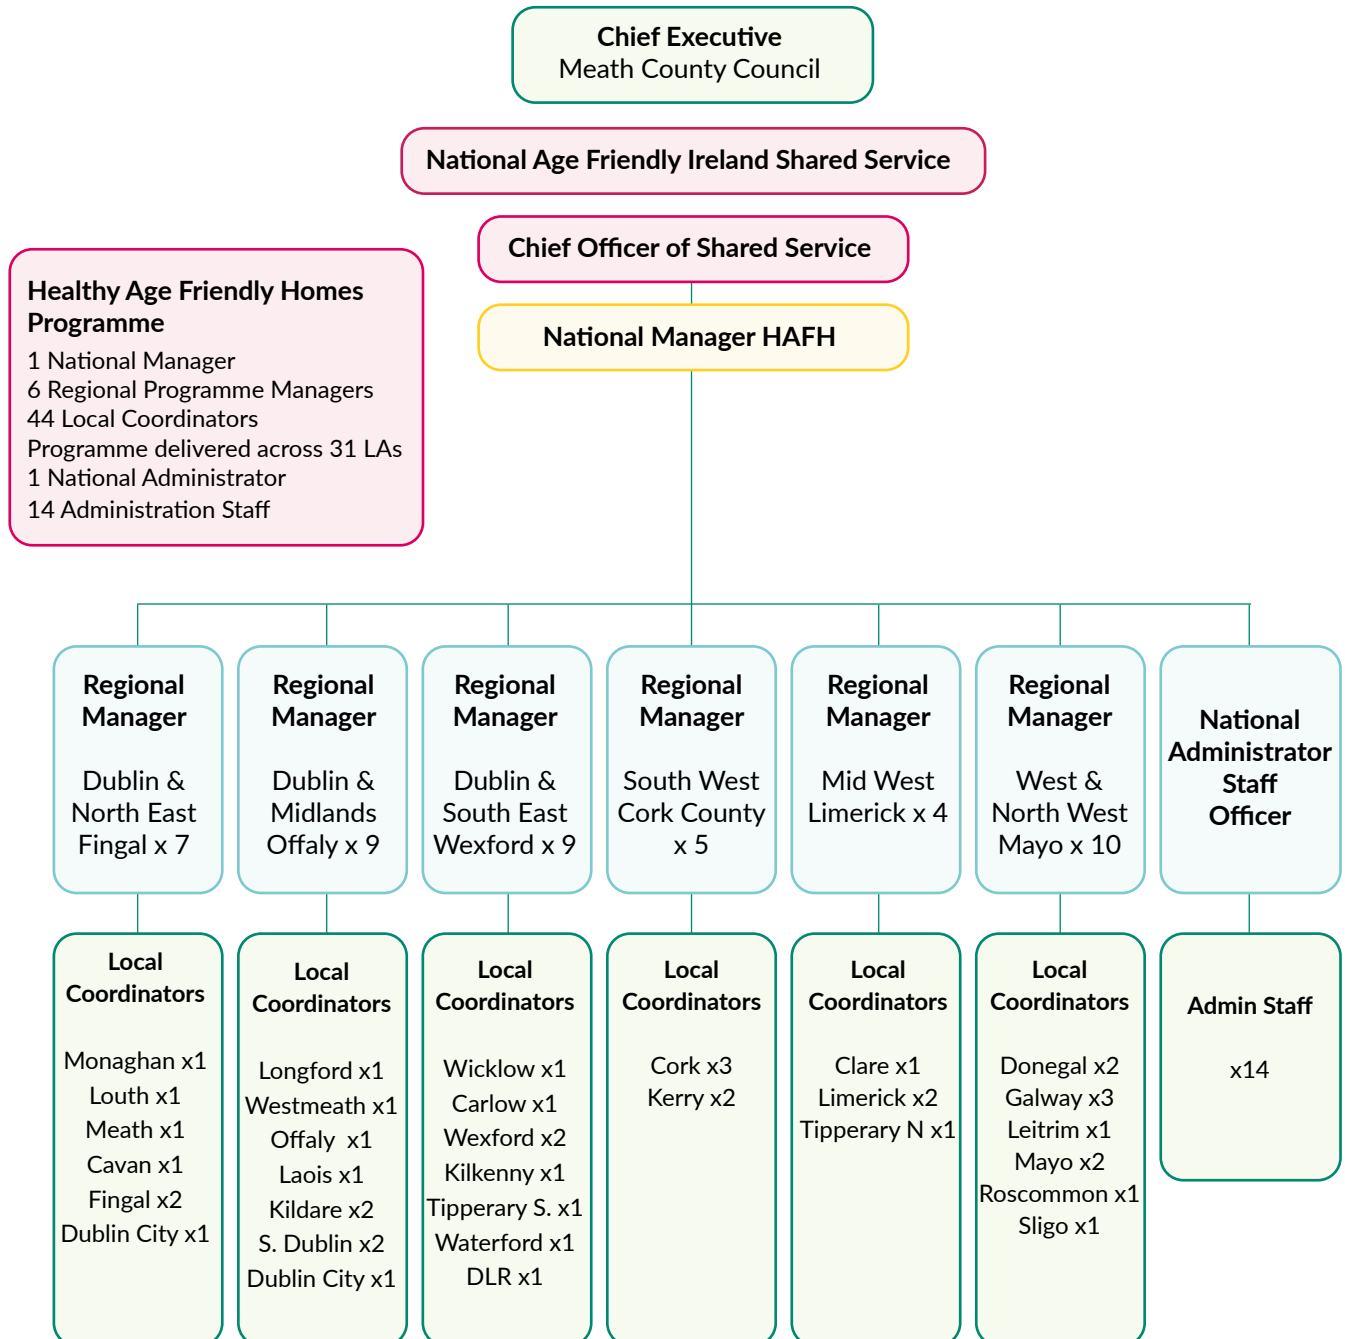 Chief Executive
Meath County Council
National Age Friendly Ireland Shared Service
Chief Officer of Shared Service
National Manager HAFH
Healthy Age Friendly Homes
Programme
1 National Manager
6 Regional Programme Managers
44 Local Coordinators
Programme delivered across 31 LAs
1 National Administrator
14 Administration Staff
Regional
Manager
Dublin &
North East
Fingal x 7
Regional
Manager
Dublin &
Midlands
Offaly x 9
Regional
Manager
Dublin &
South East
Wexford x 9
Regional
Manager
South West
Cork County
x 5
Regional
Manager
Mid West
Limerick x 4
Regional
Manager
West &
North West
Mayo x 10
National
Administrator
Staff
Officer
Local
Coordinators
Monaghan x1
Louth x1
Meath x1
Cavan x1
Fingal x2
Dublin City x1
Local
Coordinators
Longford x1
Westmeath x1
Offaly  x1
Laois x1
Kildare x2
S. Dublin x2
Dublin City x1
Local
Coordinators
Wicklow x1
Carlow x1
Wexford x2
Kilkenny x1
Tipperary S. x1
Waterford x1
DLR x1
Local
Coordinators
Cork x3
Kerry x2
Local
Coordinators
Clare x1
Limerick x2
Tipperary N x1
Local
Coordinators
Donegal x2
Galway x3
Leitrim x1
Mayo x2
Roscommon x1
Sligo x1
Admin Staff
x14